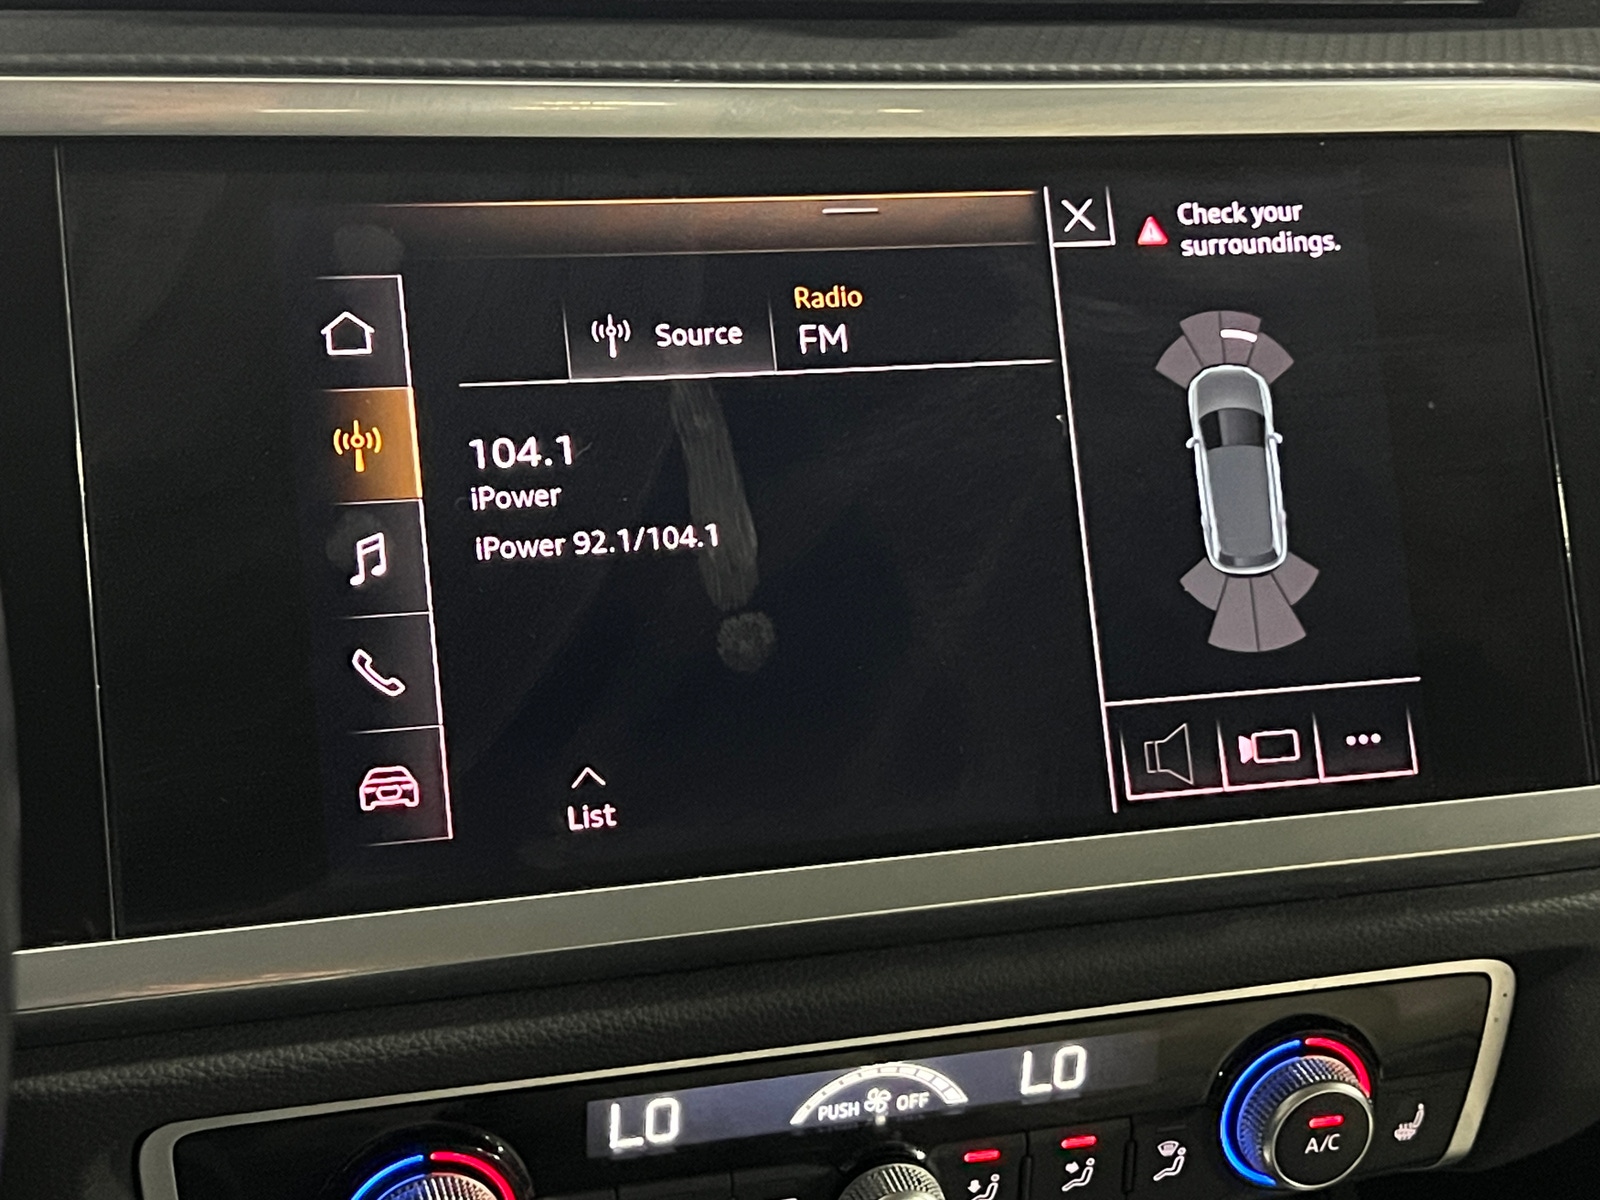 Check your
surroundings.
Radio
Source
FM
104.1
iPower
iPower 92.1/104.1
List
LO
PUSH OFF
LO
A/C